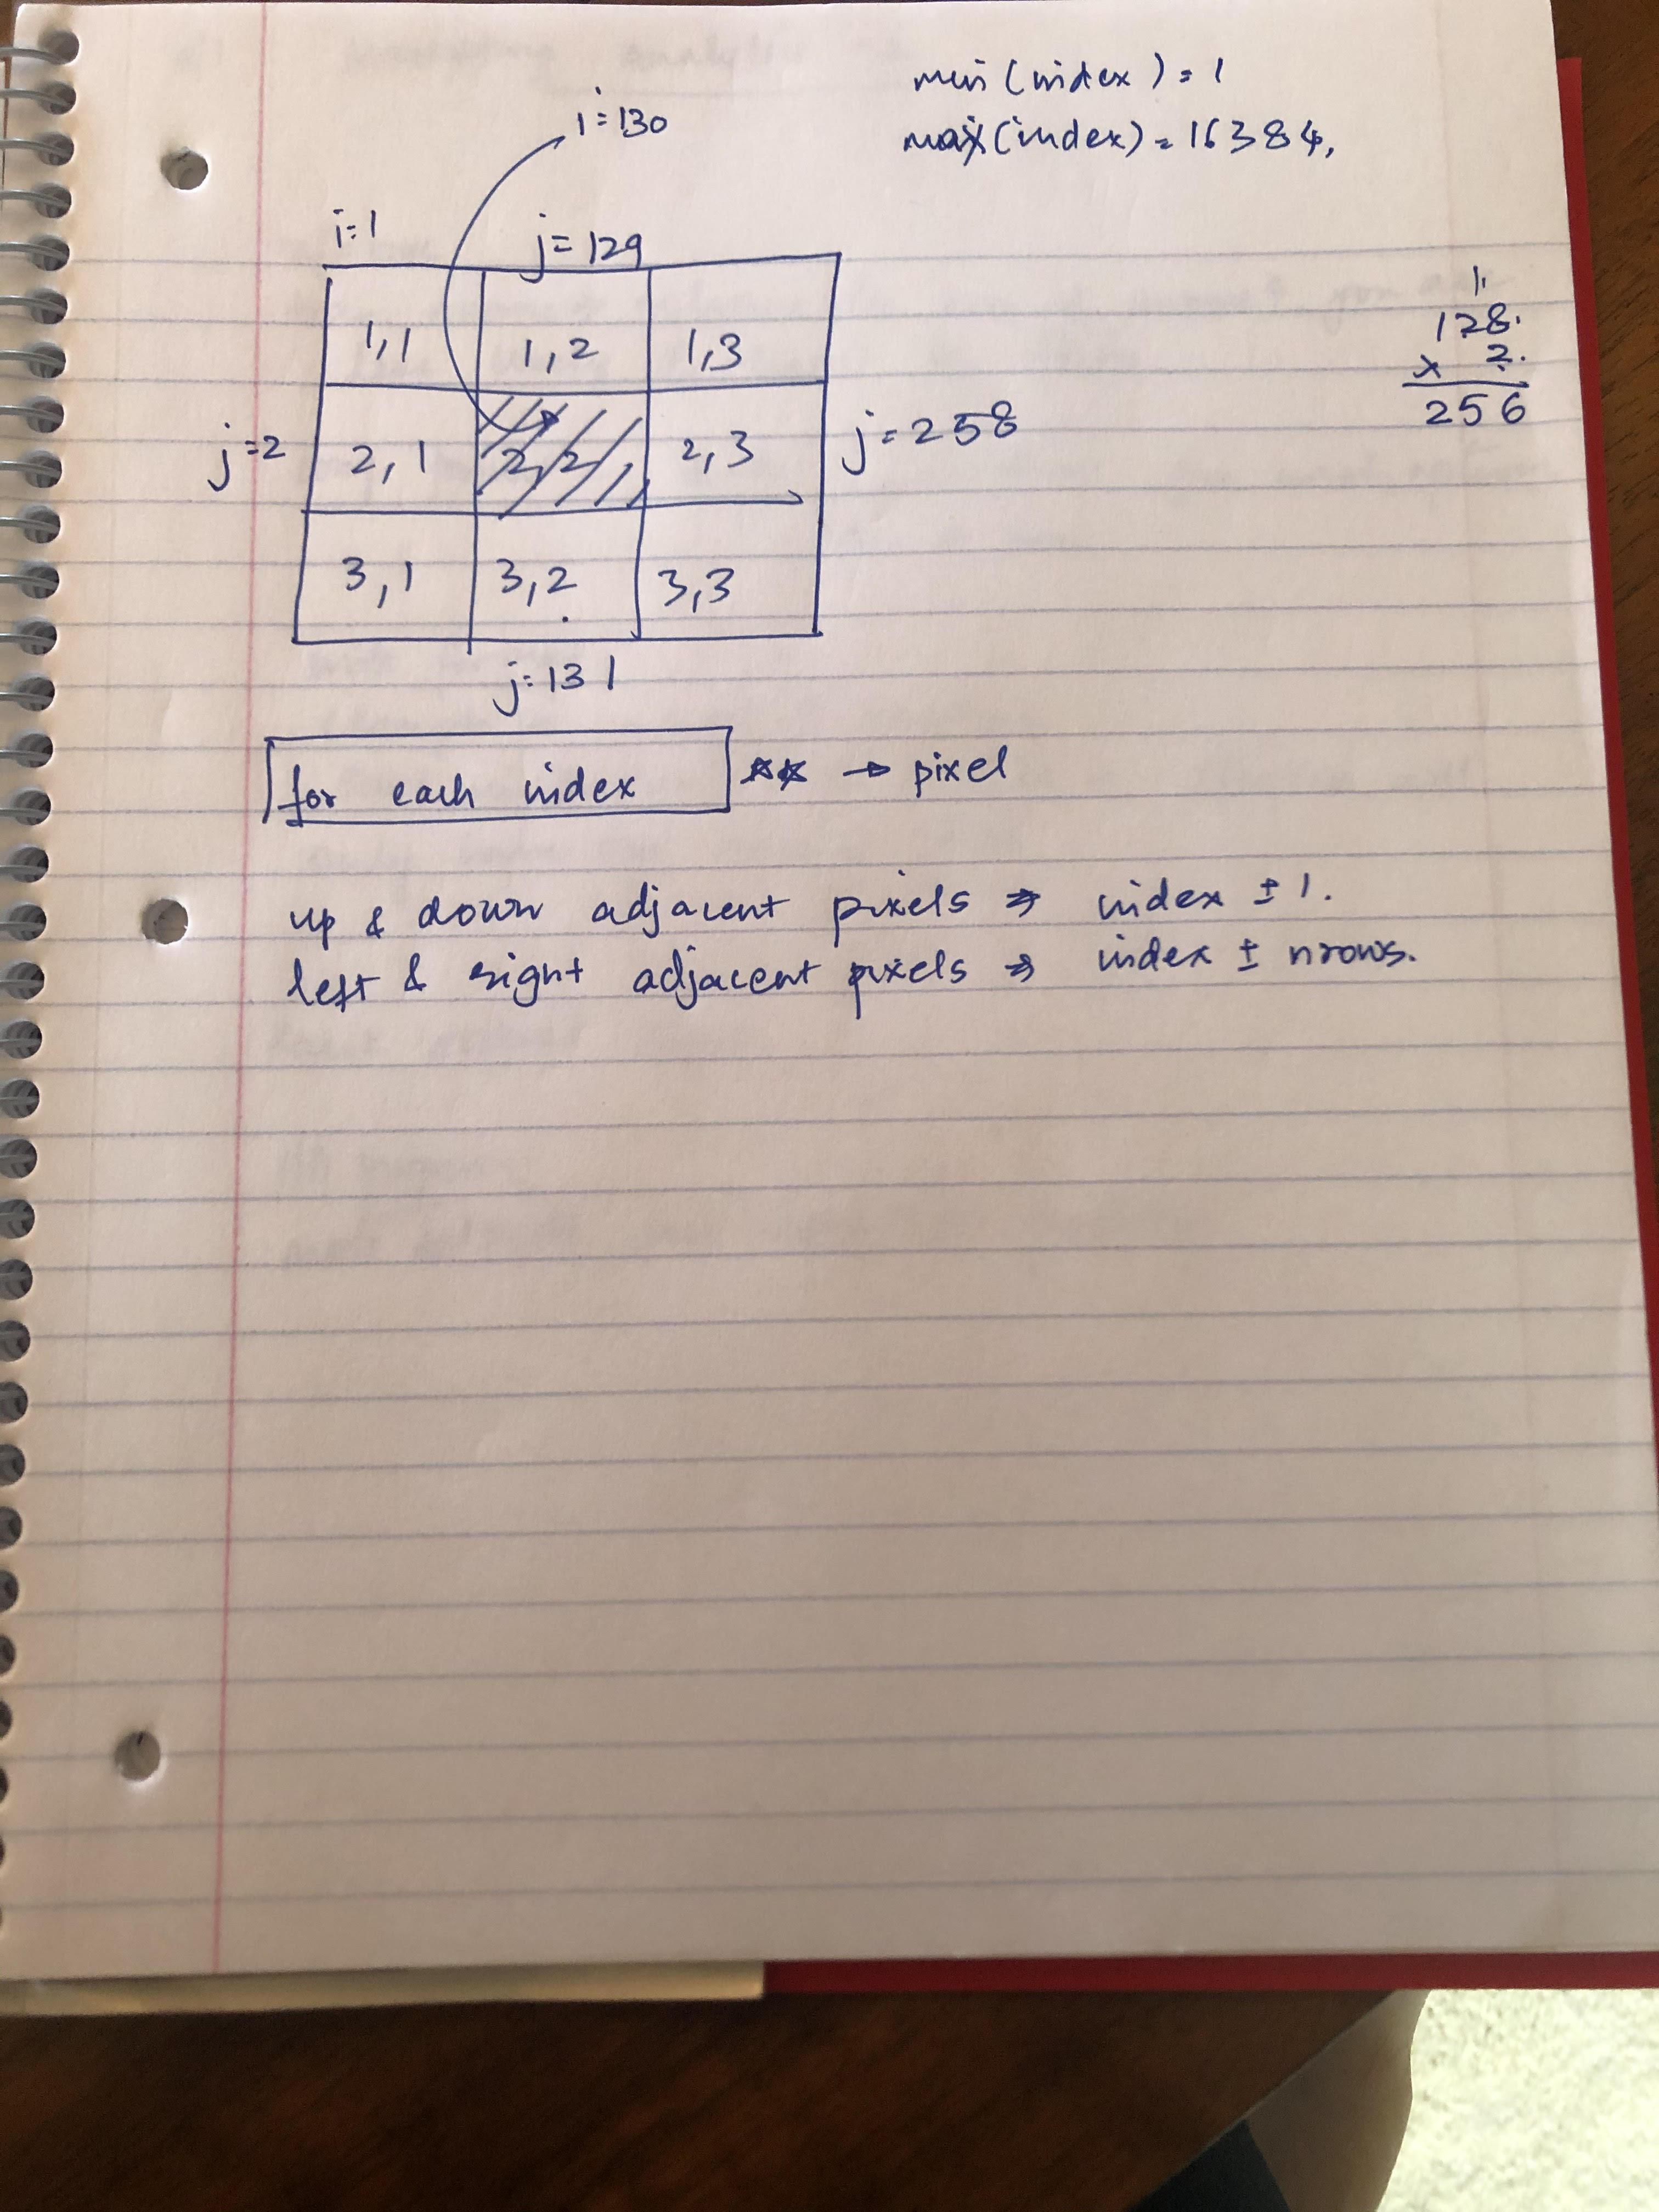 min(index) = 1
max(index) = 16384,
i=130
i=1
j=129
1,1 1,2 1,3
j=2 2,1 2,2 2,3 j=258
3,1 3,2 3,3
j=131
1
128
x 2
256
for each index ** → pixel
up & down adjacent pixels ⇒ index ± 1.
left & right adjacent pixels ⇒ index ± nrows.